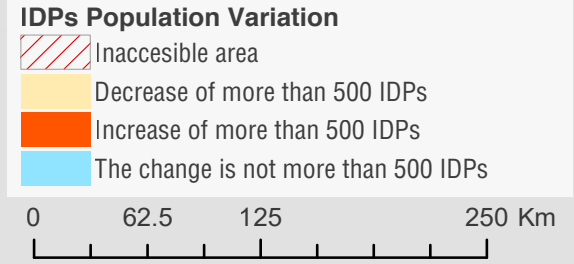 IDPs Population Variation
Inaccesible area
Decrease of more than 500 IDPs
Increase of more than 500 IDPs
The change is not more than 500 IDPs
0 62.5 125 250 Km